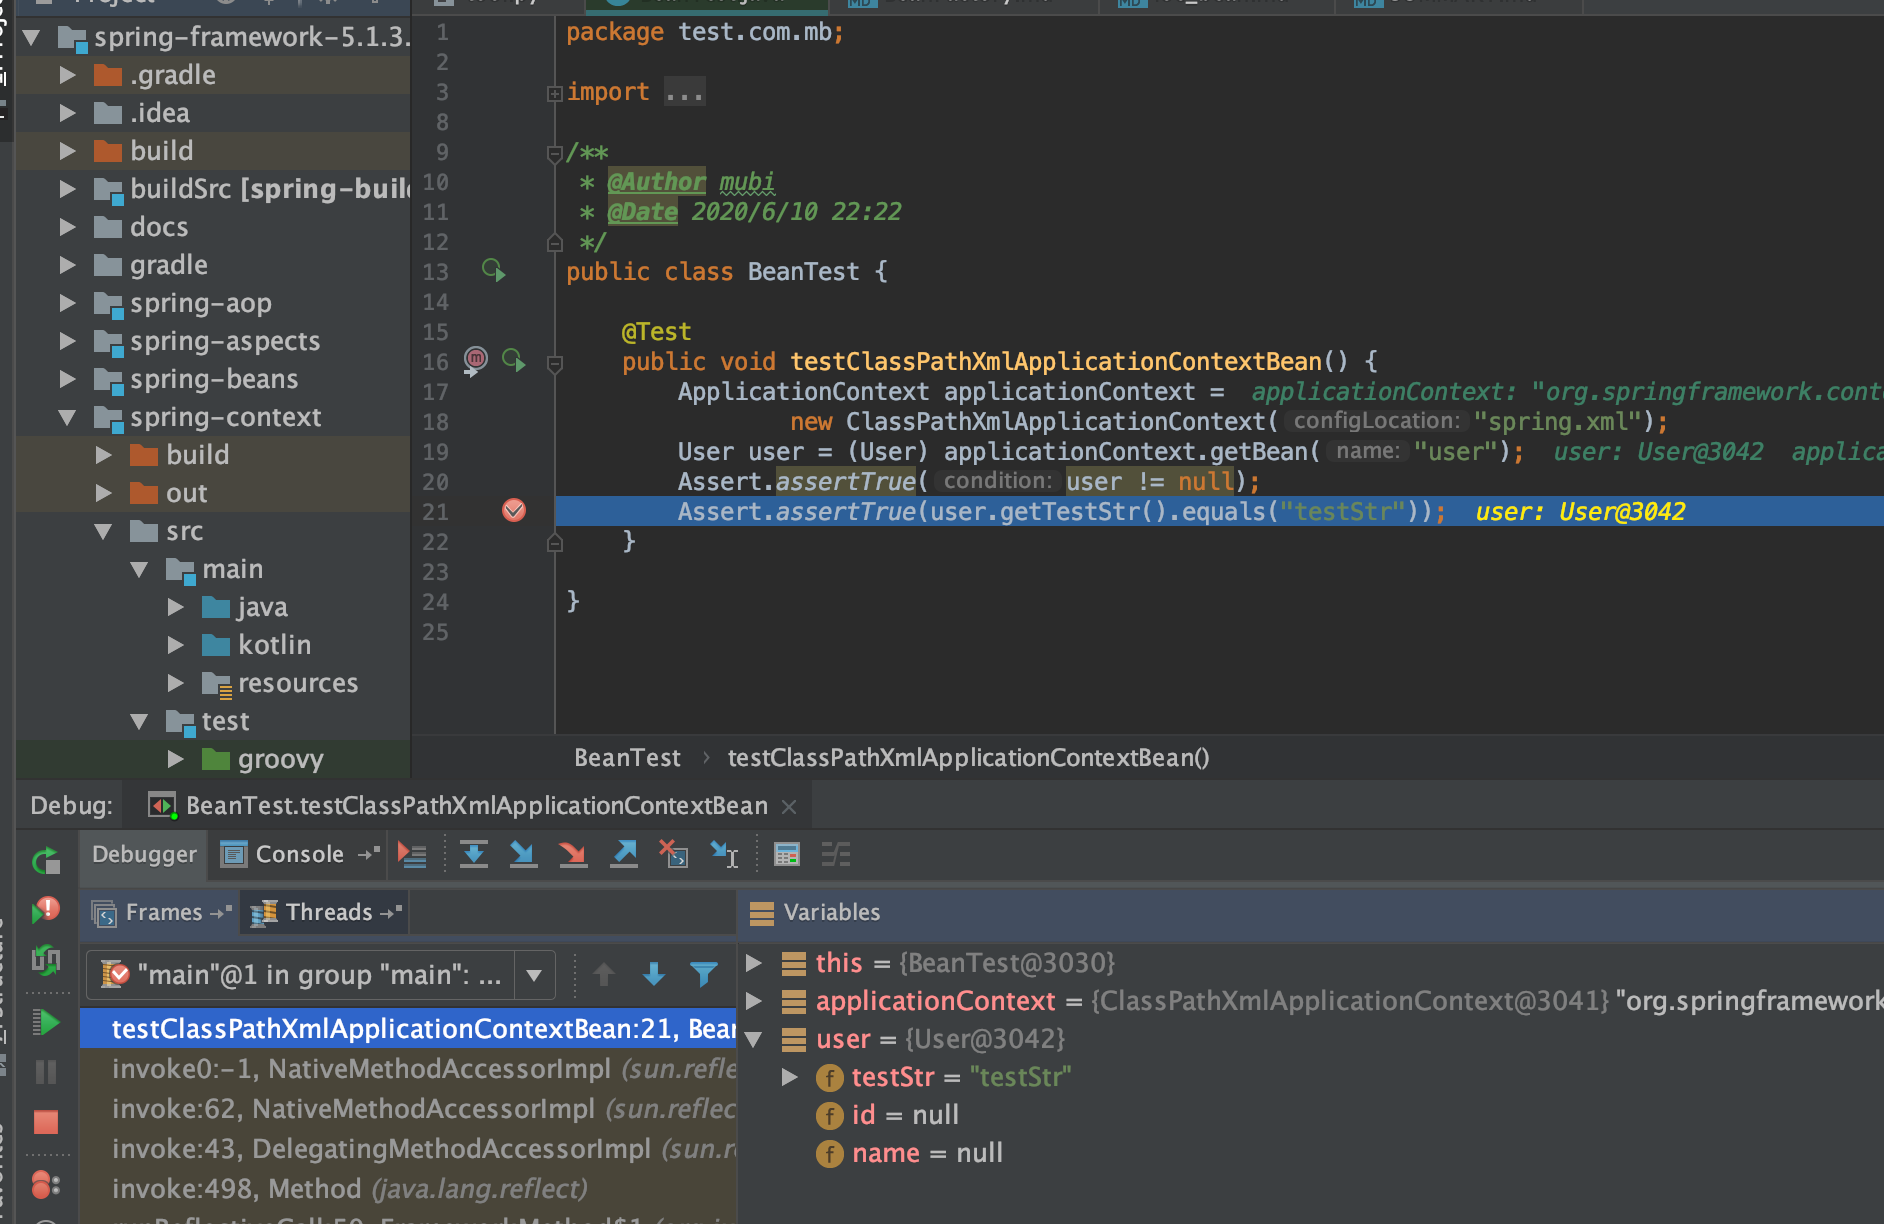 Project
spring-framework-5.1.3.
.gradle
.idea
build
buildSrc [spring-buil
docs
gradle
spring-aop
spring-aspects
spring-beans
spring-context
build
out
src
main
java
kotlin
resources
test
groovy
1 package test.com.mb;
2
3 import ...
8
9 /**
10 * @Author mubi
11 * @Date 2020/6/10 22:22
12 */
13 public class BeanTest {
14
15 @Test
16 public void testClassPathXmlApplicationContextBean() {
17 ApplicationContext applicationContext = applicationContext: "org.springframework.conte
18 new ClassPathXmlApplicationContext( configLocation: "spring.xml");
19 User user = (User) applicationContext.getBean( name: "user"); user: User@3042 applica
20 Assert.assertTrue( condition: user != null);
21 Assert.assertTrue(user.getTestStr().equals("testStr")); user: User@3042
22 }
23
24 }
25
BeanTest › testClassPathXmlApplicationContextBean()
Debug: BeanTest.testClassPathXmlApplicationContextBean
Debugger Console
Frames Threads
"main"@1 in group "main": ...
testClassPathXmlApplicationContextBean:21, Bean
invoke0:-1, NativeMethodAccessorImpl (sun.refle
invoke:62, NativeMethodAccessorImpl (sun.reflec
invoke:43, DelegatingMethodAccessorImpl (sun.r
invoke:498, Method (java.lang.reflect)
Variables
this = {BeanTest@3030}
applicationContext = {ClassPathXmlApplicationContext@3041} "org.springframework
user = {User@3042}
testStr = "testStr"
id = null
name = null